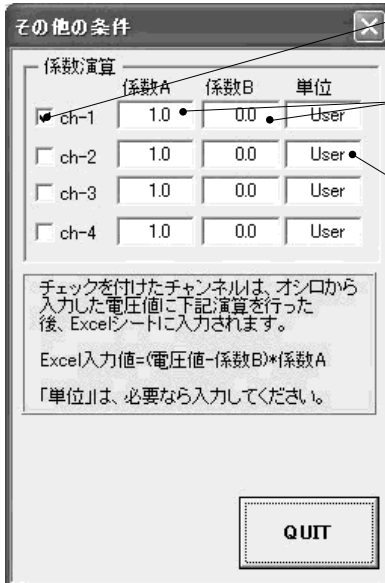 その他の条件
係数演算
係数A 係数B 単位
ch-1 1.0 0.0 User
ch-2 1.0 0.0 User
ch-3 1.0 0.0 User
ch-4 1.0 0.0 User
チェックを付けたチャンネルは、オシロから
入力した電圧値に下記演算を行った
後、Excelシートに入力されます。
Excel入力値=(電圧値-係数B)*係数A
「単位」は、必要なら入力してください。
QUIT